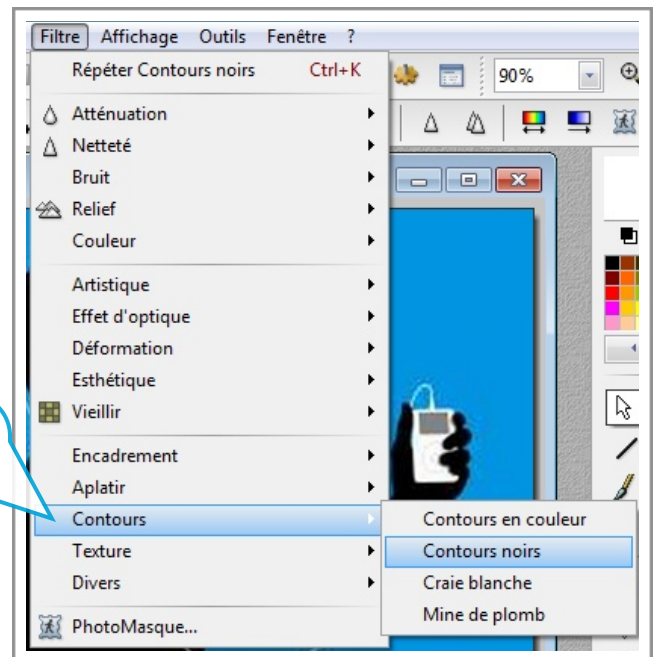 Filtre Affichage Outils Fenêtre ?
Répéter Contours noirs Ctrl+K
90%
Atténuation
Netteté
Bruit
Relief
Couleur
Artistique
Effet d'optique
Déformation
Esthétique
Vieillir
Encadrement
Aplatir
Contours
Contours en couleur
Texture
Contours noirs
Divers
Craie blanche
Mine de plomb
PhotoMasque...